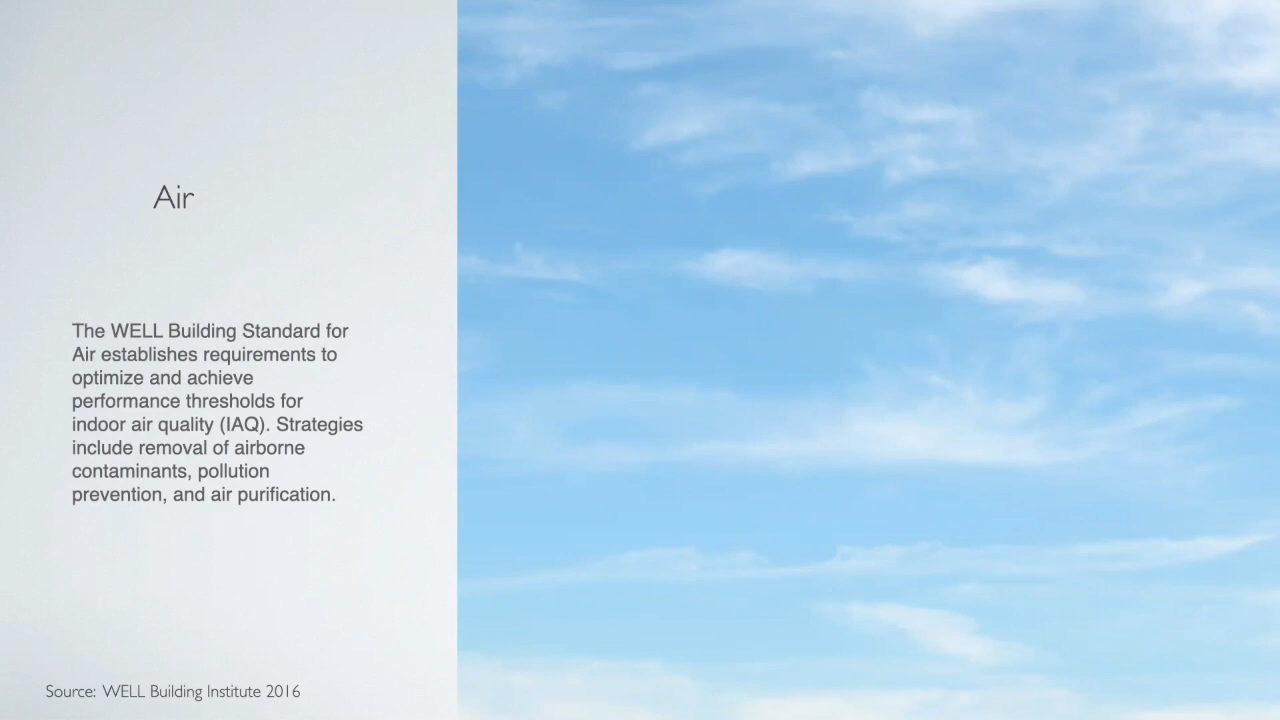 Air
The WELL Building Standard for
Air establishes requirements to
optimize and achieve
performance thresholds for
indoor air quality (IAQ). Strategies
include removal of airborne
contaminants, pollution
prevention, and air purification.
Source: WELL Building Institute 2016